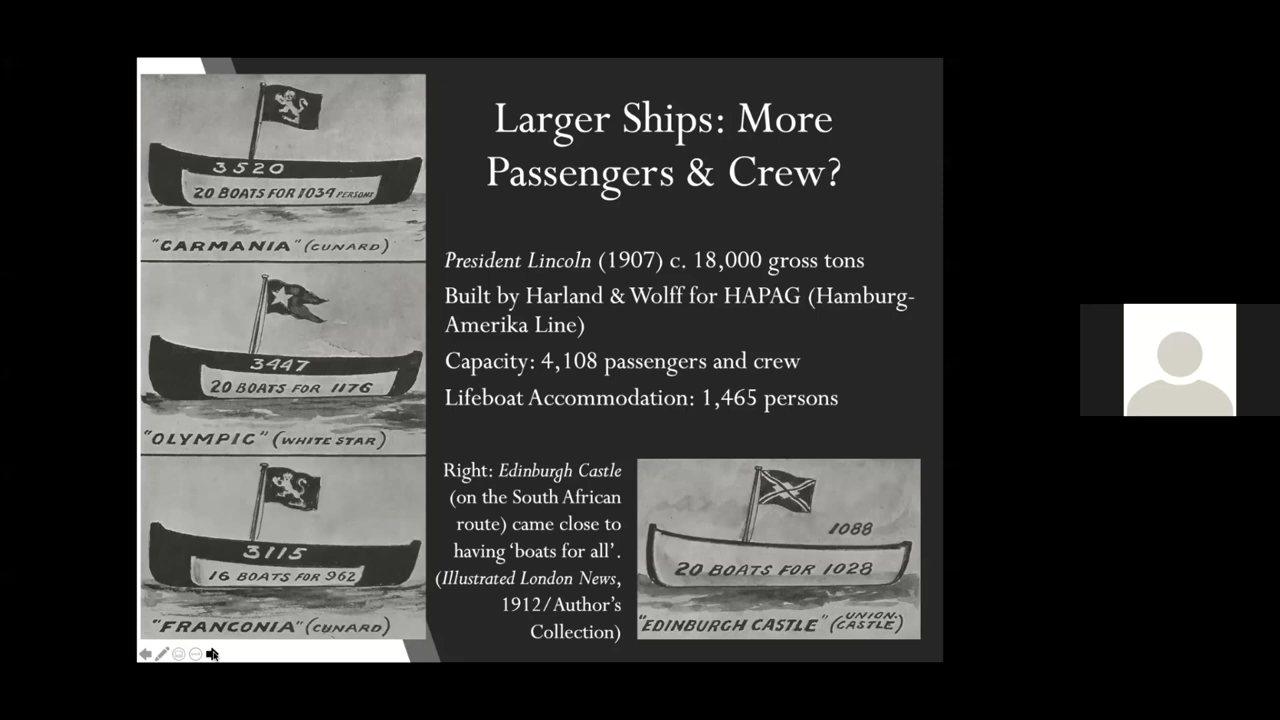 Larger Ships: More
Passengers & Crew?
3520
20 BOATS FOR 1034 PERSONS
"CARMANIA" (CUNARD)
3447
20 BOATS FOR 1176
"OLYMPIC" (WHITE STAR)
3115
16 BOATS FOR 962
"FRANCONIA" (CUNARD)
President Lincoln (1907) c. 18,000 gross tons
Built by Harland & Wolff for HAPAG (Hamburg-
Amerika Line)
Capacity: 4,108 passengers and crew
Lifeboat Accommodation: 1,465 persons
Right: Edinburgh Castle
(on the South African
route) came close to
having ‘boats for all’.
(Illustrated London News,
1912/Author’s
Collection)
1088
20 BOATS FOR 1028
"EDINBURGH CASTLE" (UNION-
CASTLE)